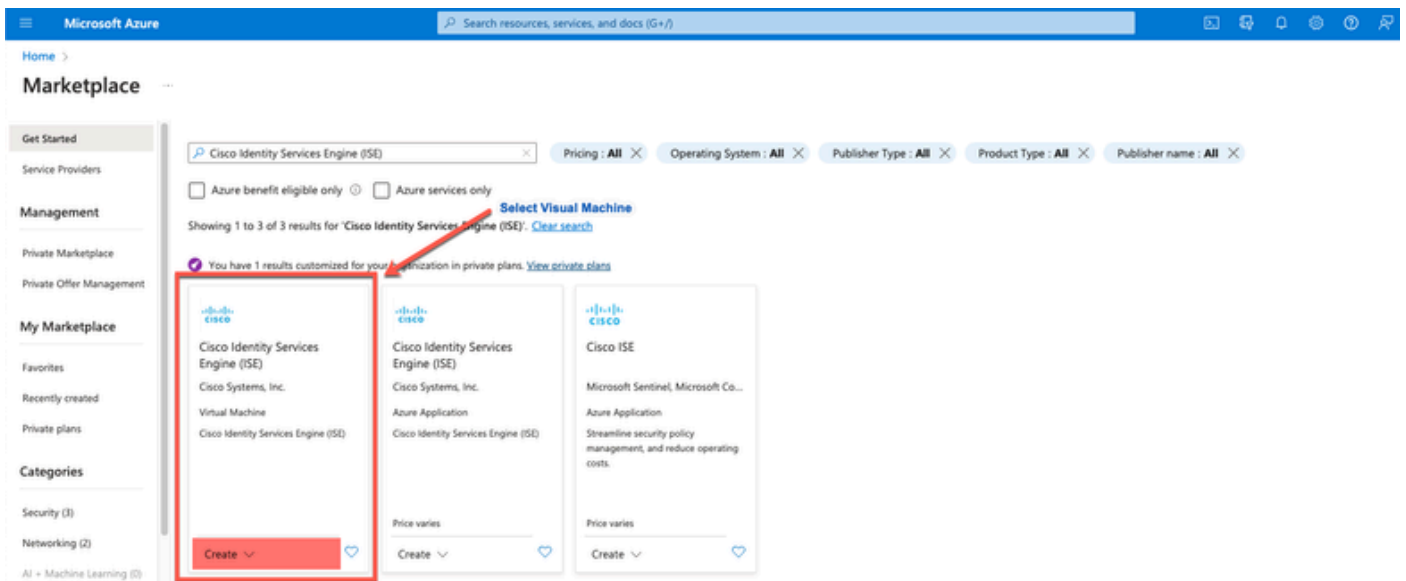 Microsoft Azure
Search resources, services, and docs (G+/)
Home >
Marketplace ...
Get Started
Service Providers
Management
Private Marketplace
Private Offer Management
My Marketplace
Favorites
Recently created
Private plans
Categories
Security (3)
Networking (2)
AI + Machine Learning (0)
Cisco Identity Services Engine (ISE)
Pricing : All
Operating System : All
Publisher Type : All
Product Type : All
Publisher name : All
Azure benefit eligible only
Azure services only
Select Visual Machine
Showing 1 to 3 of 3 results for 'Cisco Identity Services Engine (ISE)'. Clear search
You have 1 results customized for your organization in private plans. View private plans
CISCO
Cisco Identity Services
Engine (ISE)
Cisco Systems, Inc.
Virtual Machine
Cisco Identity Services Engine (ISE)
Create
CISCO
Cisco Identity Services
Engine (ISE)
Cisco Systems, Inc.
Azure Application
Cisco Identity Services Engine (ISE)
Price varies
Create
CISCO
Cisco ISE
Microsoft Sentinel, Microsoft Co...
Azure Application
Streamline security policy
management, and reduce operating
costs.
Price varies
Create